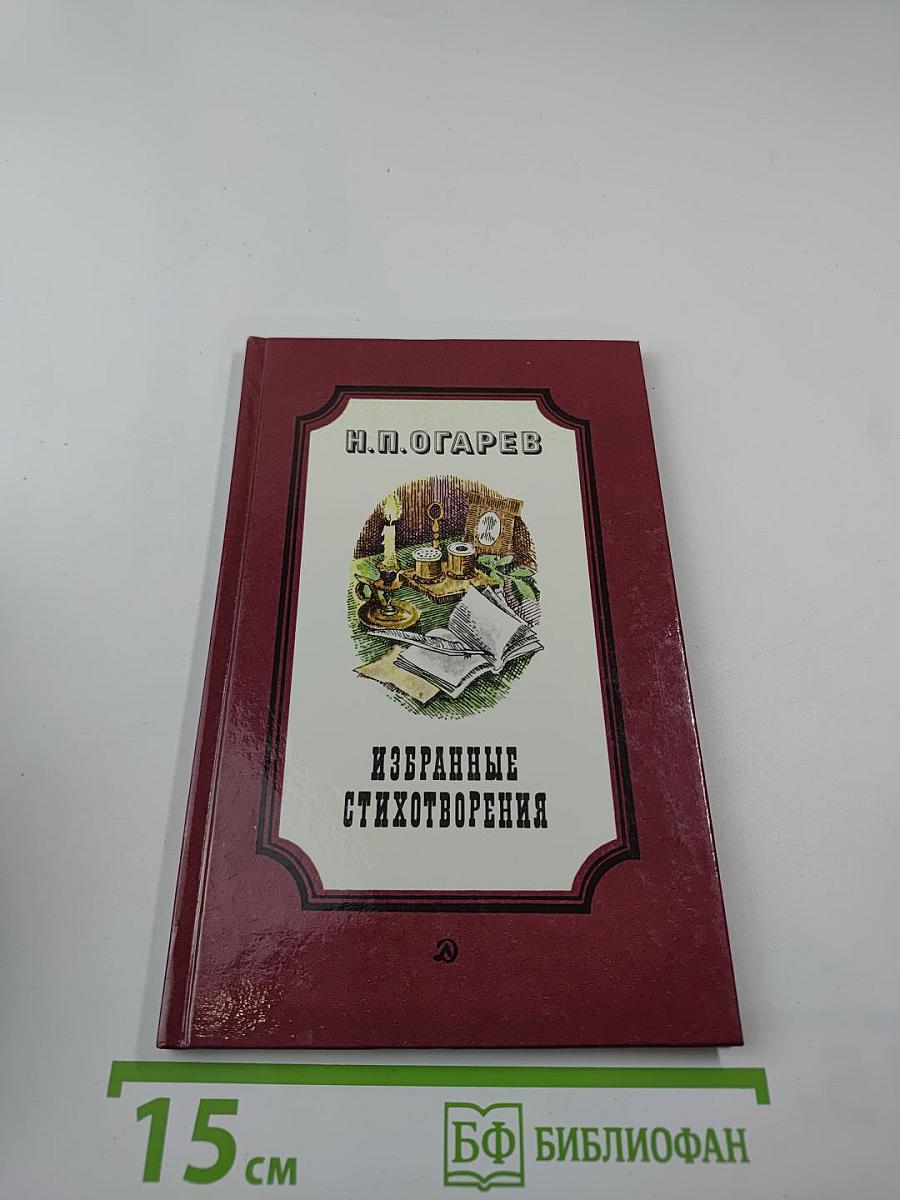 Н.П.ОГАРЕВ
ИЗБРАННЫЕ
СТИХОТВОРЕНИЯ
15 см
БФ БИБЛИОФАН